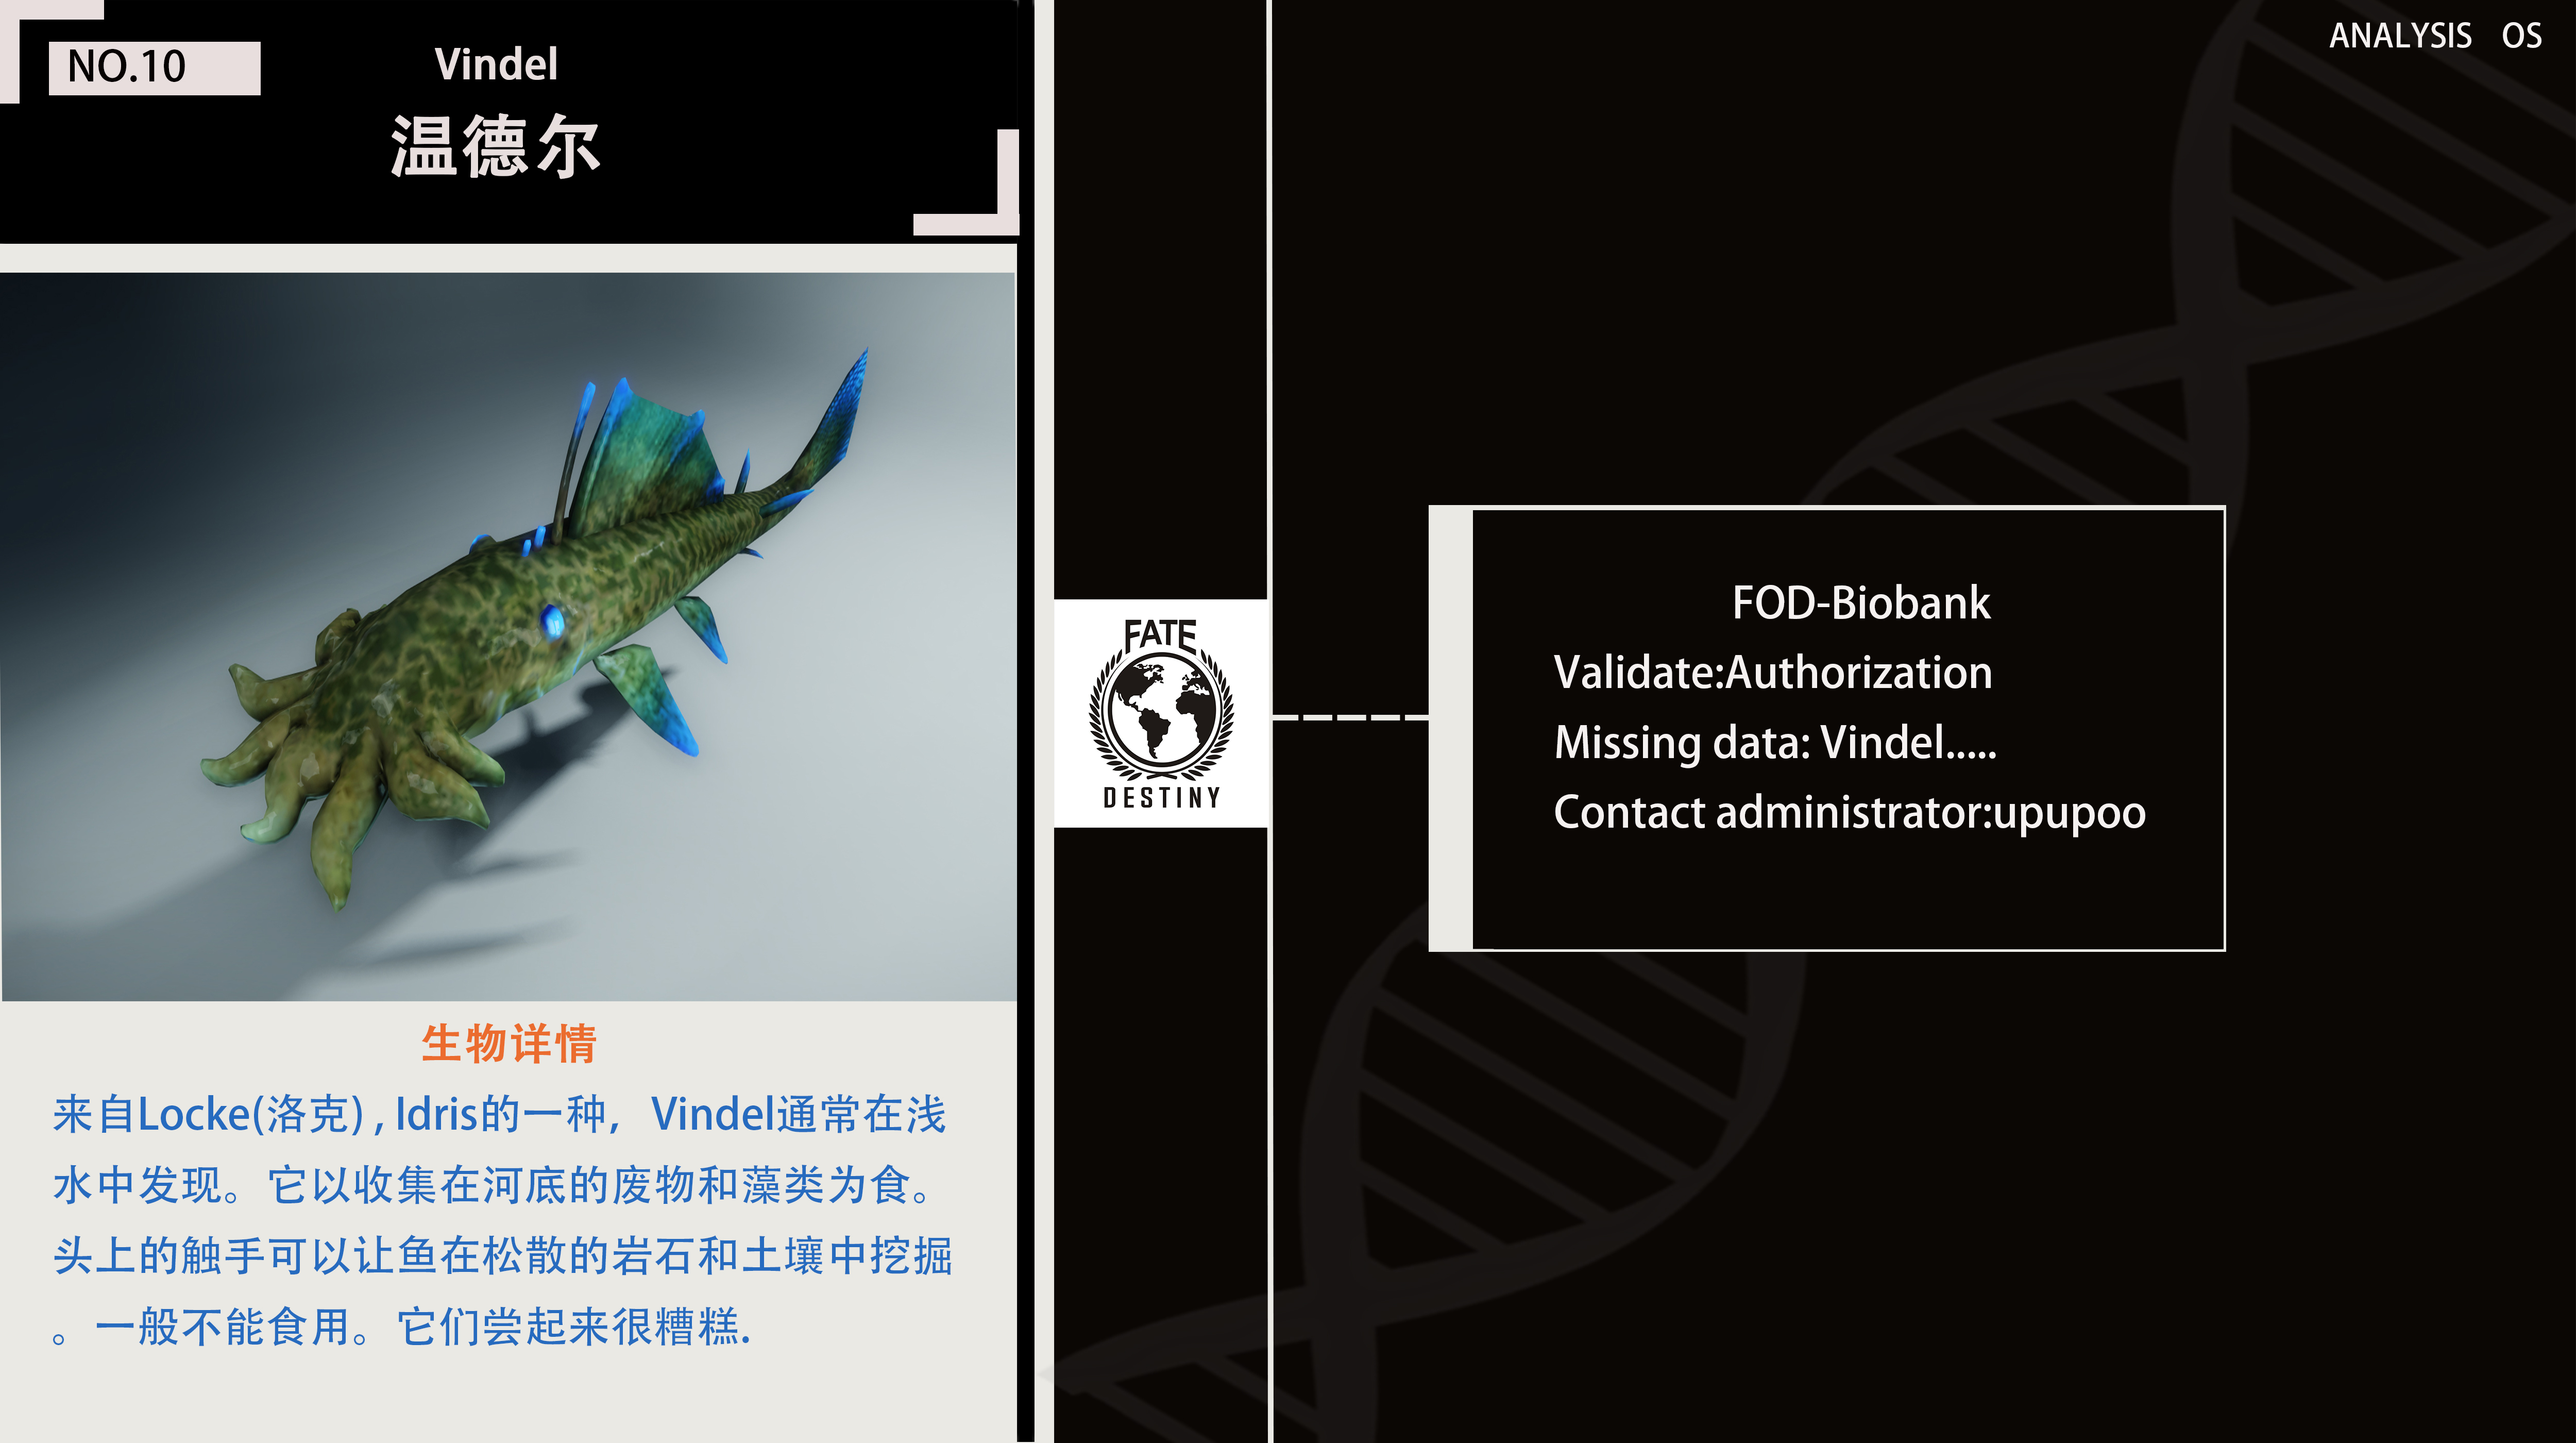 NO.10
Vindel
温德尔
生物详情
来自Locke(洛克) , Idris的一种， Vindel通常在浅
水中发现。它以收集在河底的废物和藻类为食。
头上的触手可以让鱼在松散的岩石和土壤中挖掘
。一般不能食用。它们尝起来很糟糕.
FATE
DESTINY
ANALYSIS OS
FOD-Biobank
Validate:Authorization
Missing data: Vindel.....
Contact administrator:upupoo